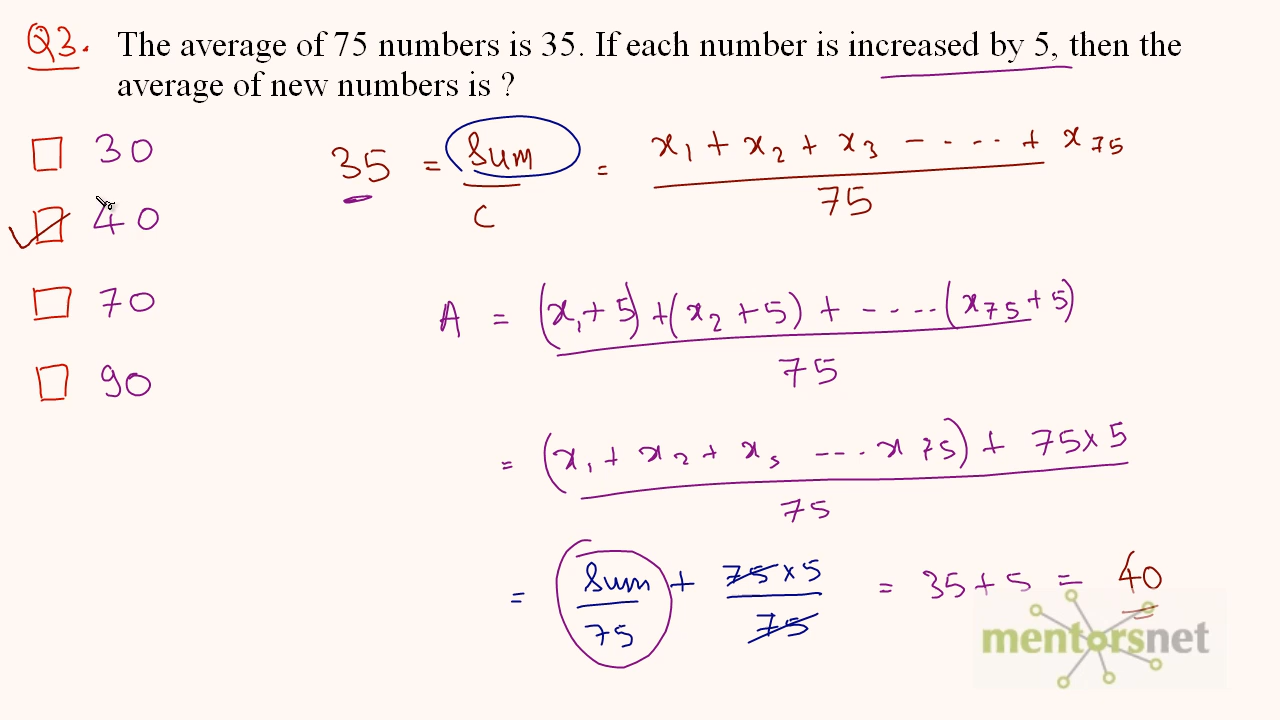 Q3. The average of 75 numbers is 35. If each number is increased by 5, then the
average of new numbers is ?
30
40
70
90
35 = Sum / C = x₁ + x₂ + x₃ - - ... + x₇₅ / 75
A = (x₁ + 5) + (x₂ + 5) + - ... (x₇₅ + 5) / 75
= (x₁ + x₂ + x₃ --- . x 75) + 75 × 5 / 75
= Sum / 75 + 75 × 5 / 75 = 35 + 5 = 40
mentorsnet